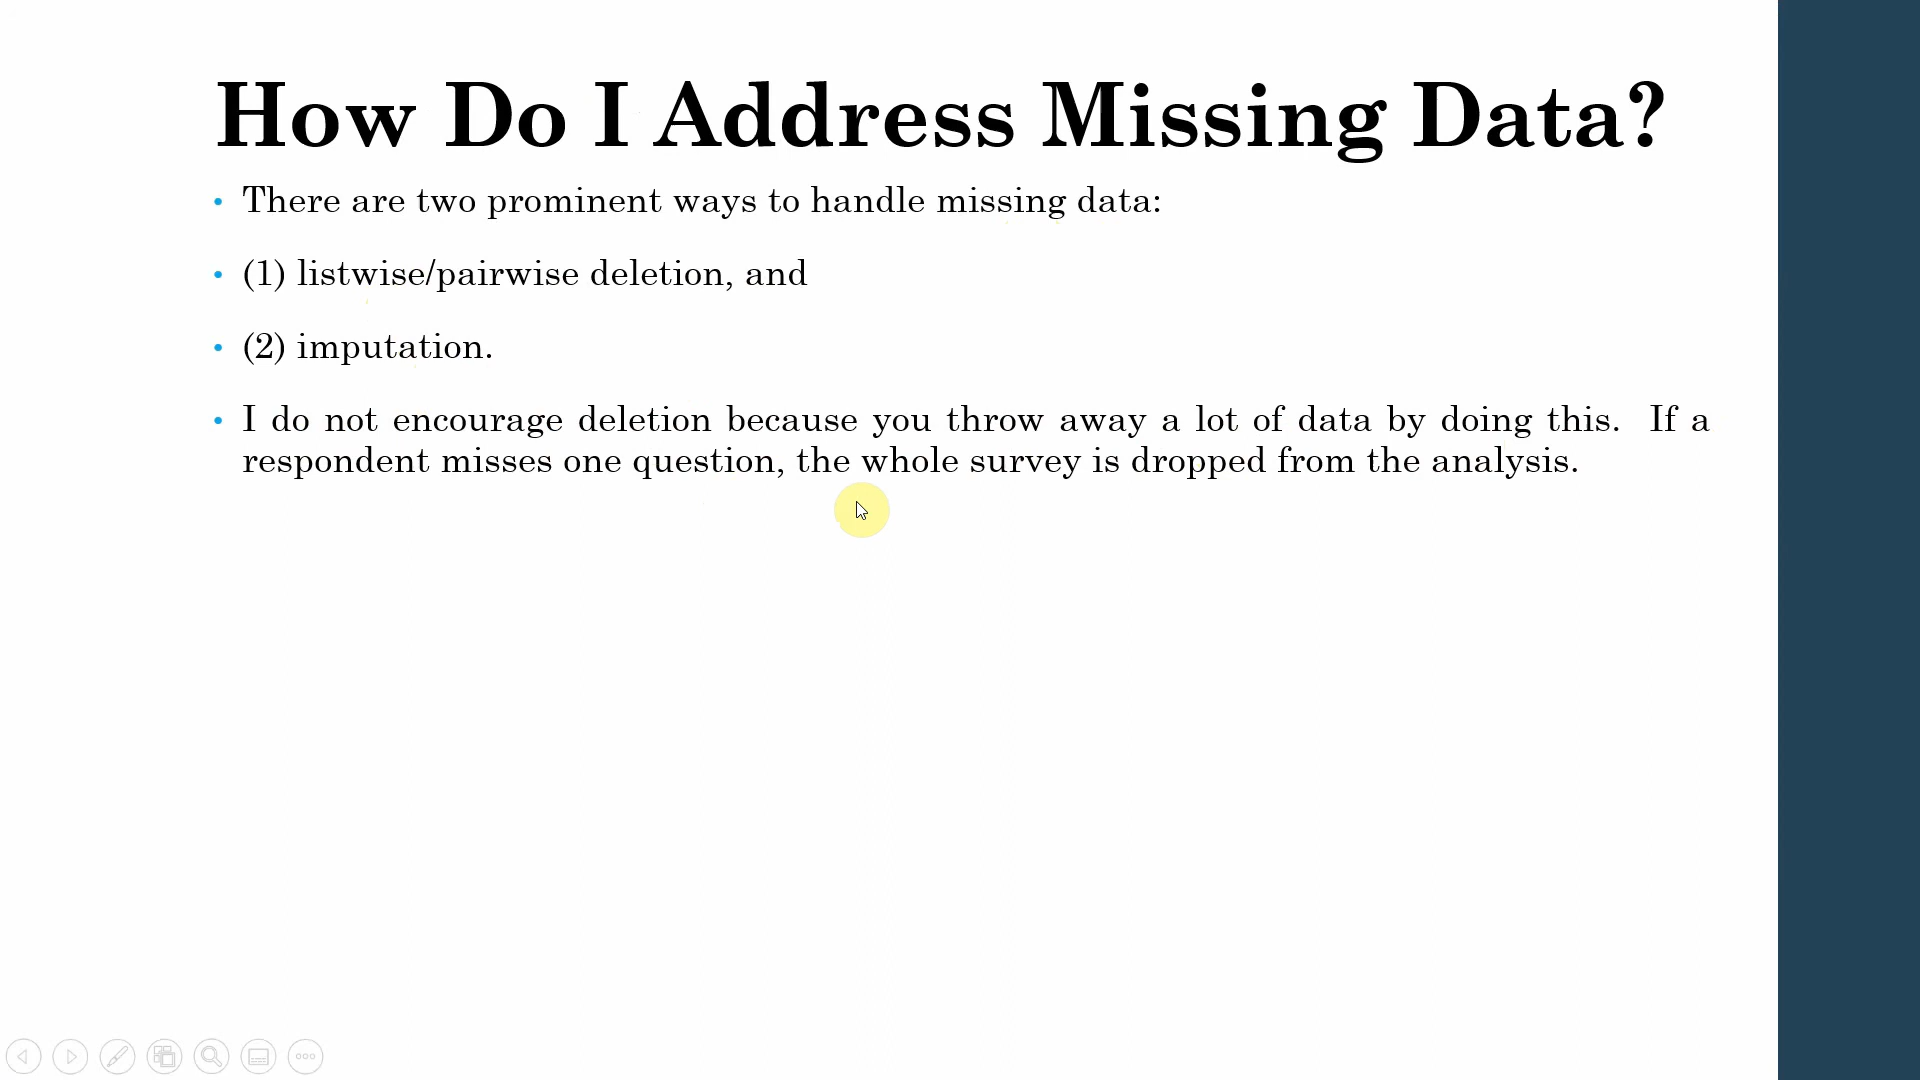 How Do I Address Missing Data?
• There are two prominent ways to handle missing data:
• (1) listwise/pairwise deletion, and
• (2) imputation.
• I do not encourage deletion because you throw away a lot of data by doing this.  If a
respondent misses one question, the whole survey is dropped from the analysis.